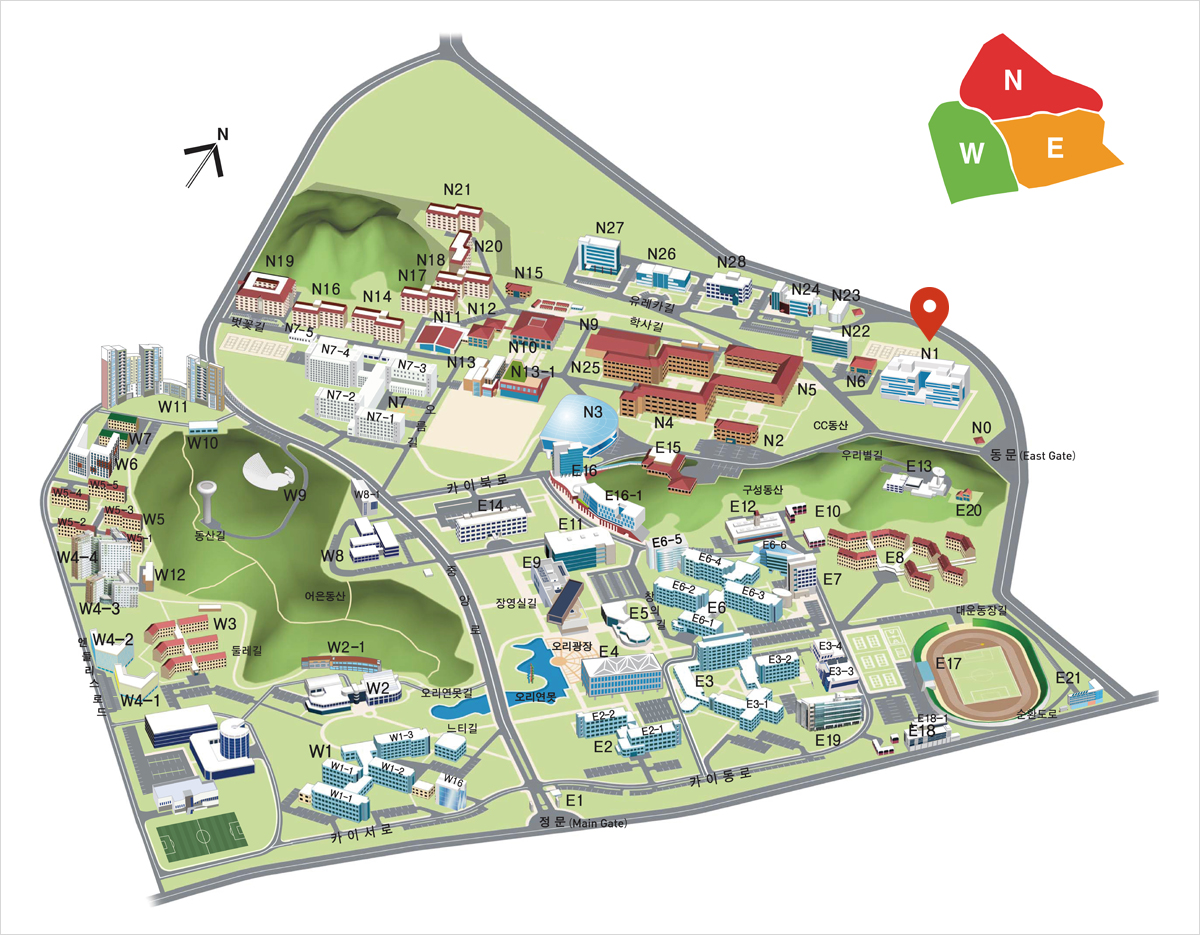 N
N
W
E
N21
N20
N27
N26
N28
N24
N23
N19
N18
N17
N16
N14
N15
N12
N11
유레카길
학사길
벚꽃길
N7-5
N7-4
N7-3
N7-2
N7
N7-1
N13
N10
N13-1
N9
N25
N22
N6
N1
N5
N4
N3
N2
CC동산
N0
동 문 (East Gate)
어 름 길
W11
W10
W7
W6
W9
W5-5
W5-4
W5-3
W5-2
W5
W5-1
동산길
W8-1
W8
W4-4
W12
W4-3
W3
W4-2
W4-1
엔 들 리 스 로 드
둘레길
어은동산
W2-1
W2
카 이 북 로
E16
E15
E16-1
우리별길
E13
구성동산
E20
E14
E12
E10
E11
E9
E6-5
E6-4
E6-6
E8
E7
중 앙 로
장영실길
E6-2
E6-3
E6
E6-1
창 의 길
E5
대운동장길
오리광장
E4
E3-4
E3-2
E3-3
E17
E3
E3-1
E21
오리연못길
오리연못
순환도로
느티길
E2-2
E2-1
E2
E19
E18-1
E18
W1
W1-3
W1-1
W1-2
W1-1
W16
카 이 동 로
E1
정 문 (Main Gate)
카 이 서 로